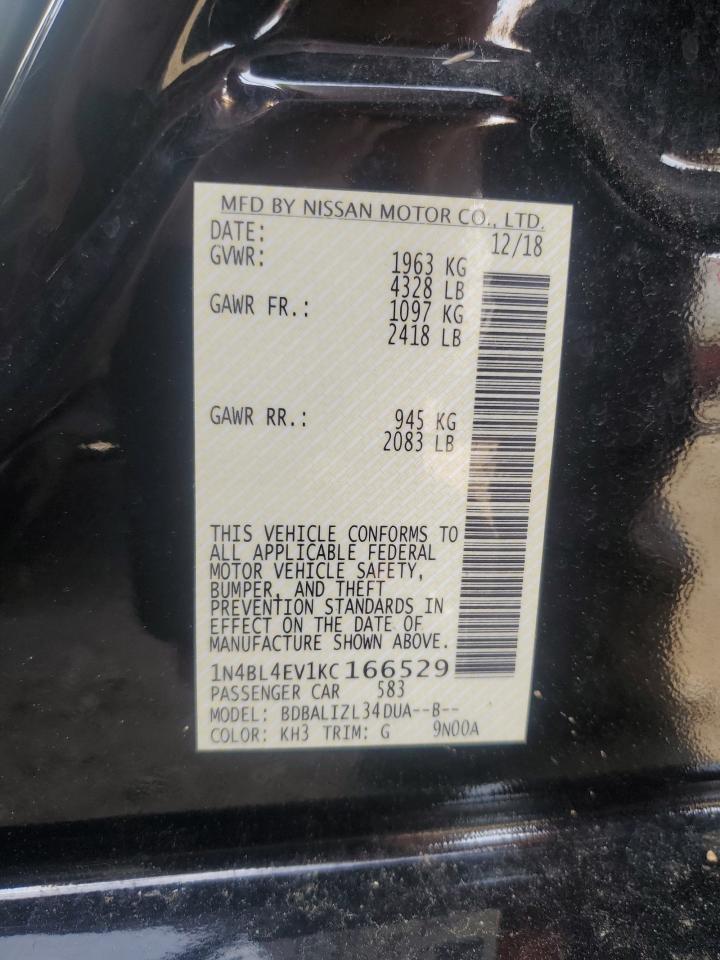 MFD BY NISSAN MOTOR CO., LTD.
DATE: 12/18
GVWR: 1963 KG
4328 LB
GAWR FR.: 1097 KG
2418 LB
GAWR RR.: 945 KG
2083 LB
THIS VEHICLE CONFORMS TO
ALL APPLICABLE FEDERAL
MOTOR VEHICLE SAFETY,
BUMPER, AND THEFT
PREVENTION STANDARDS IN
EFFECT ON THE DATE OF
MANUFACTURE SHOWN ABOVE.
1N4BL4EV1KC166529
PASSENGER CAR 583
MODEL: BDBALIZL34DUA--B--
COLOR: KH3 TRIM: G 9N00A